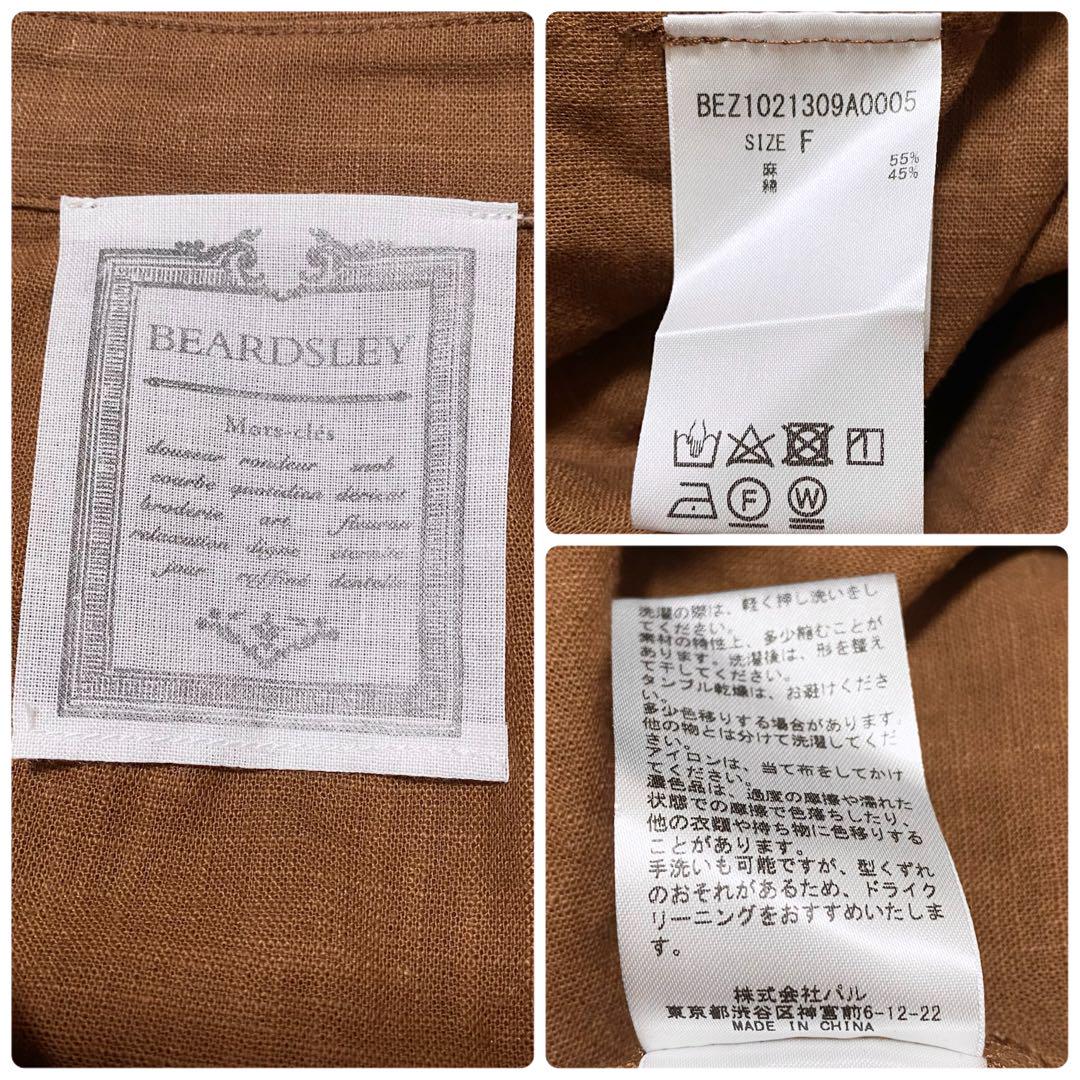 BEARDSLEY
Mots-clés
douceur rondeur snob
courbe quotidien
broderie art
relaxation digne
jour raffiné dentelle
BEZ1021309A0005
SIZE F
麻 55%
綿 45%
F
W
洗濯の際は、軽く押し洗いをし
てください。
素材の特性上、多少縮むことが
あります。洗濯後は、形を整え
て干してください。
タンブル乾燥は、お避けくださ
い。
多少色移りする場合があります。
他の物とは分けて洗濯してくだ
さい。
アイロンは、当て布をしてかけ
てください。
濃色品は、過度の摩擦や濡れた
状態での摩擦で色落ちしたり、
他の衣類や持ち物に色移りする
ことがあります。
手洗いも可能ですが、型くずれ
のおそれがあるため、ドライク
リーニングをおすすめいたしま
す。
株式会社パル
東京都渋谷区神宮前6-12-22
MADE IN CHINA